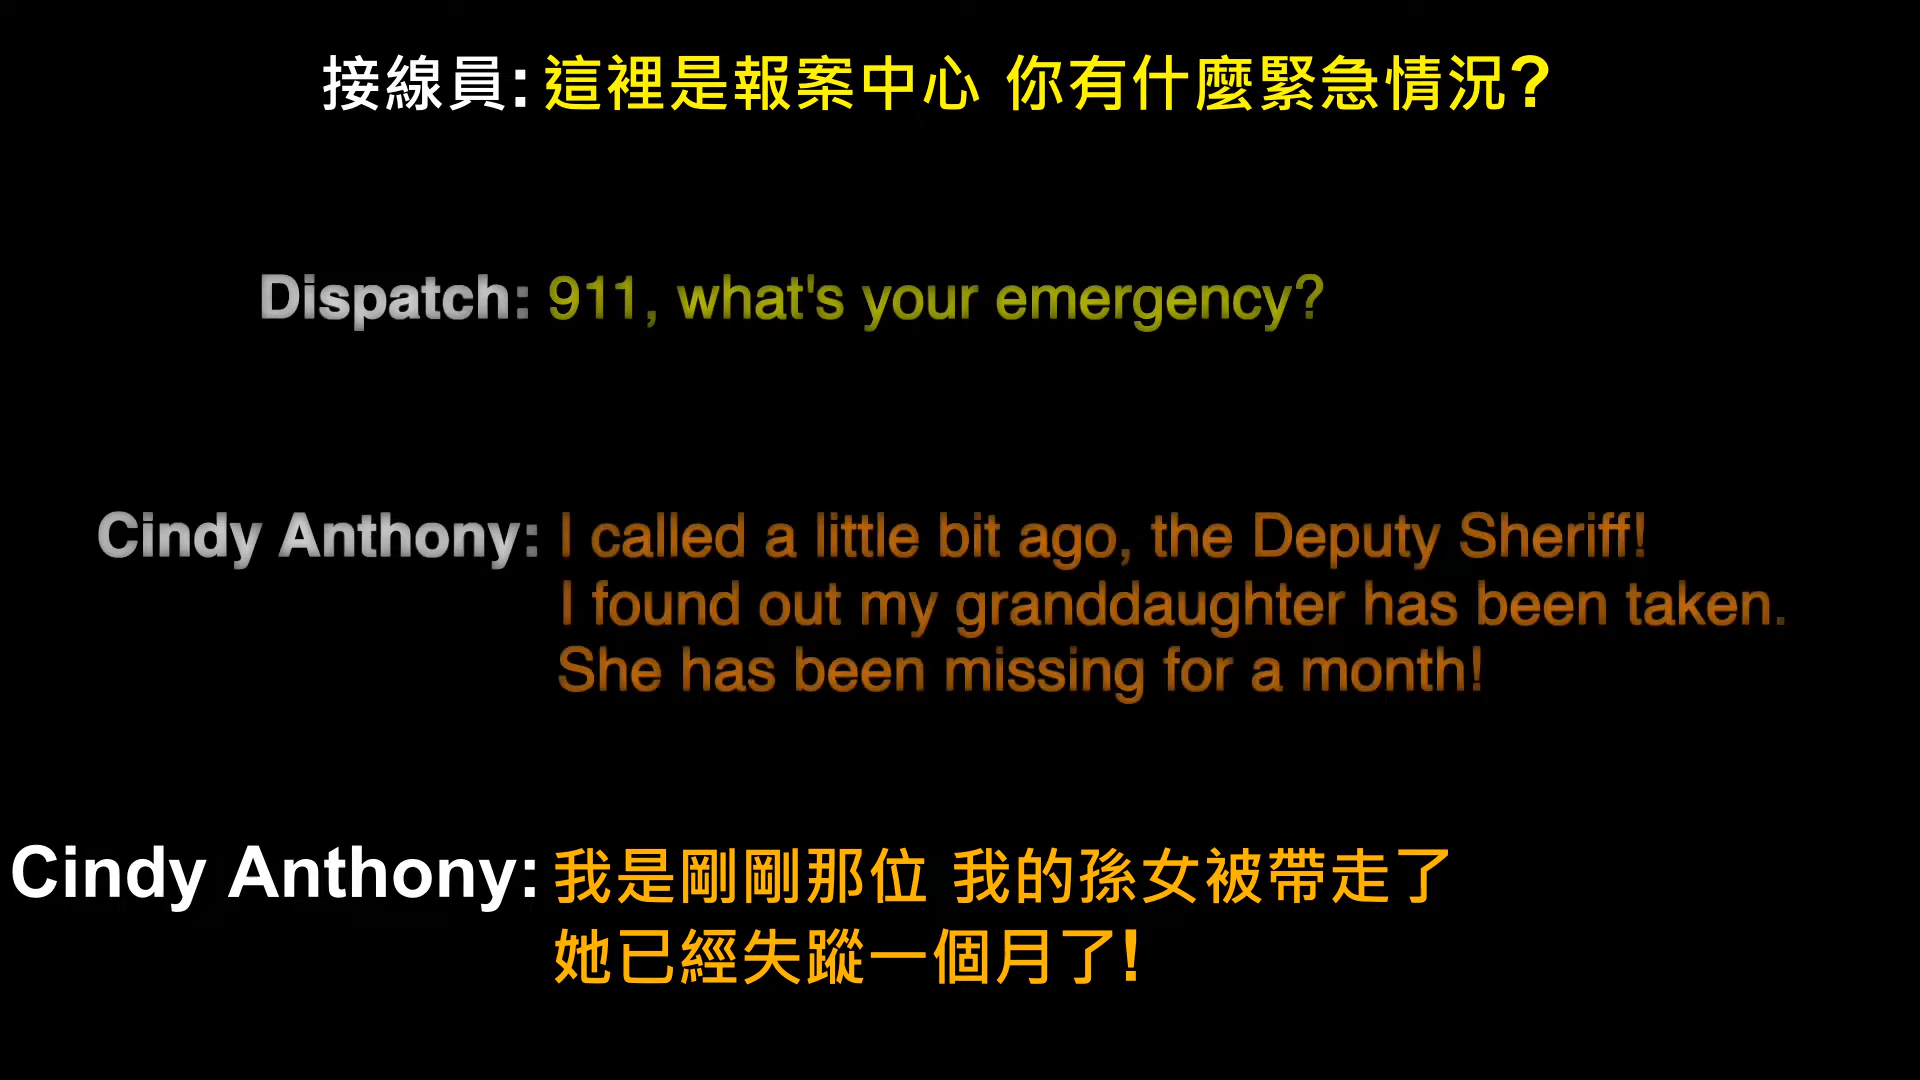 接線員:這裡是報案中心 你有什麼緊急情況?
Dispatch: 911, what's your emergency?
Cindy Anthony: I called a little bit ago, the Deputy Sheriff!
I found out my granddaughter has been taken.
She has been missing for a month!
Cindy Anthony:我是剛剛那位 我的孫女被帶走了
她已經失蹤一個月了!